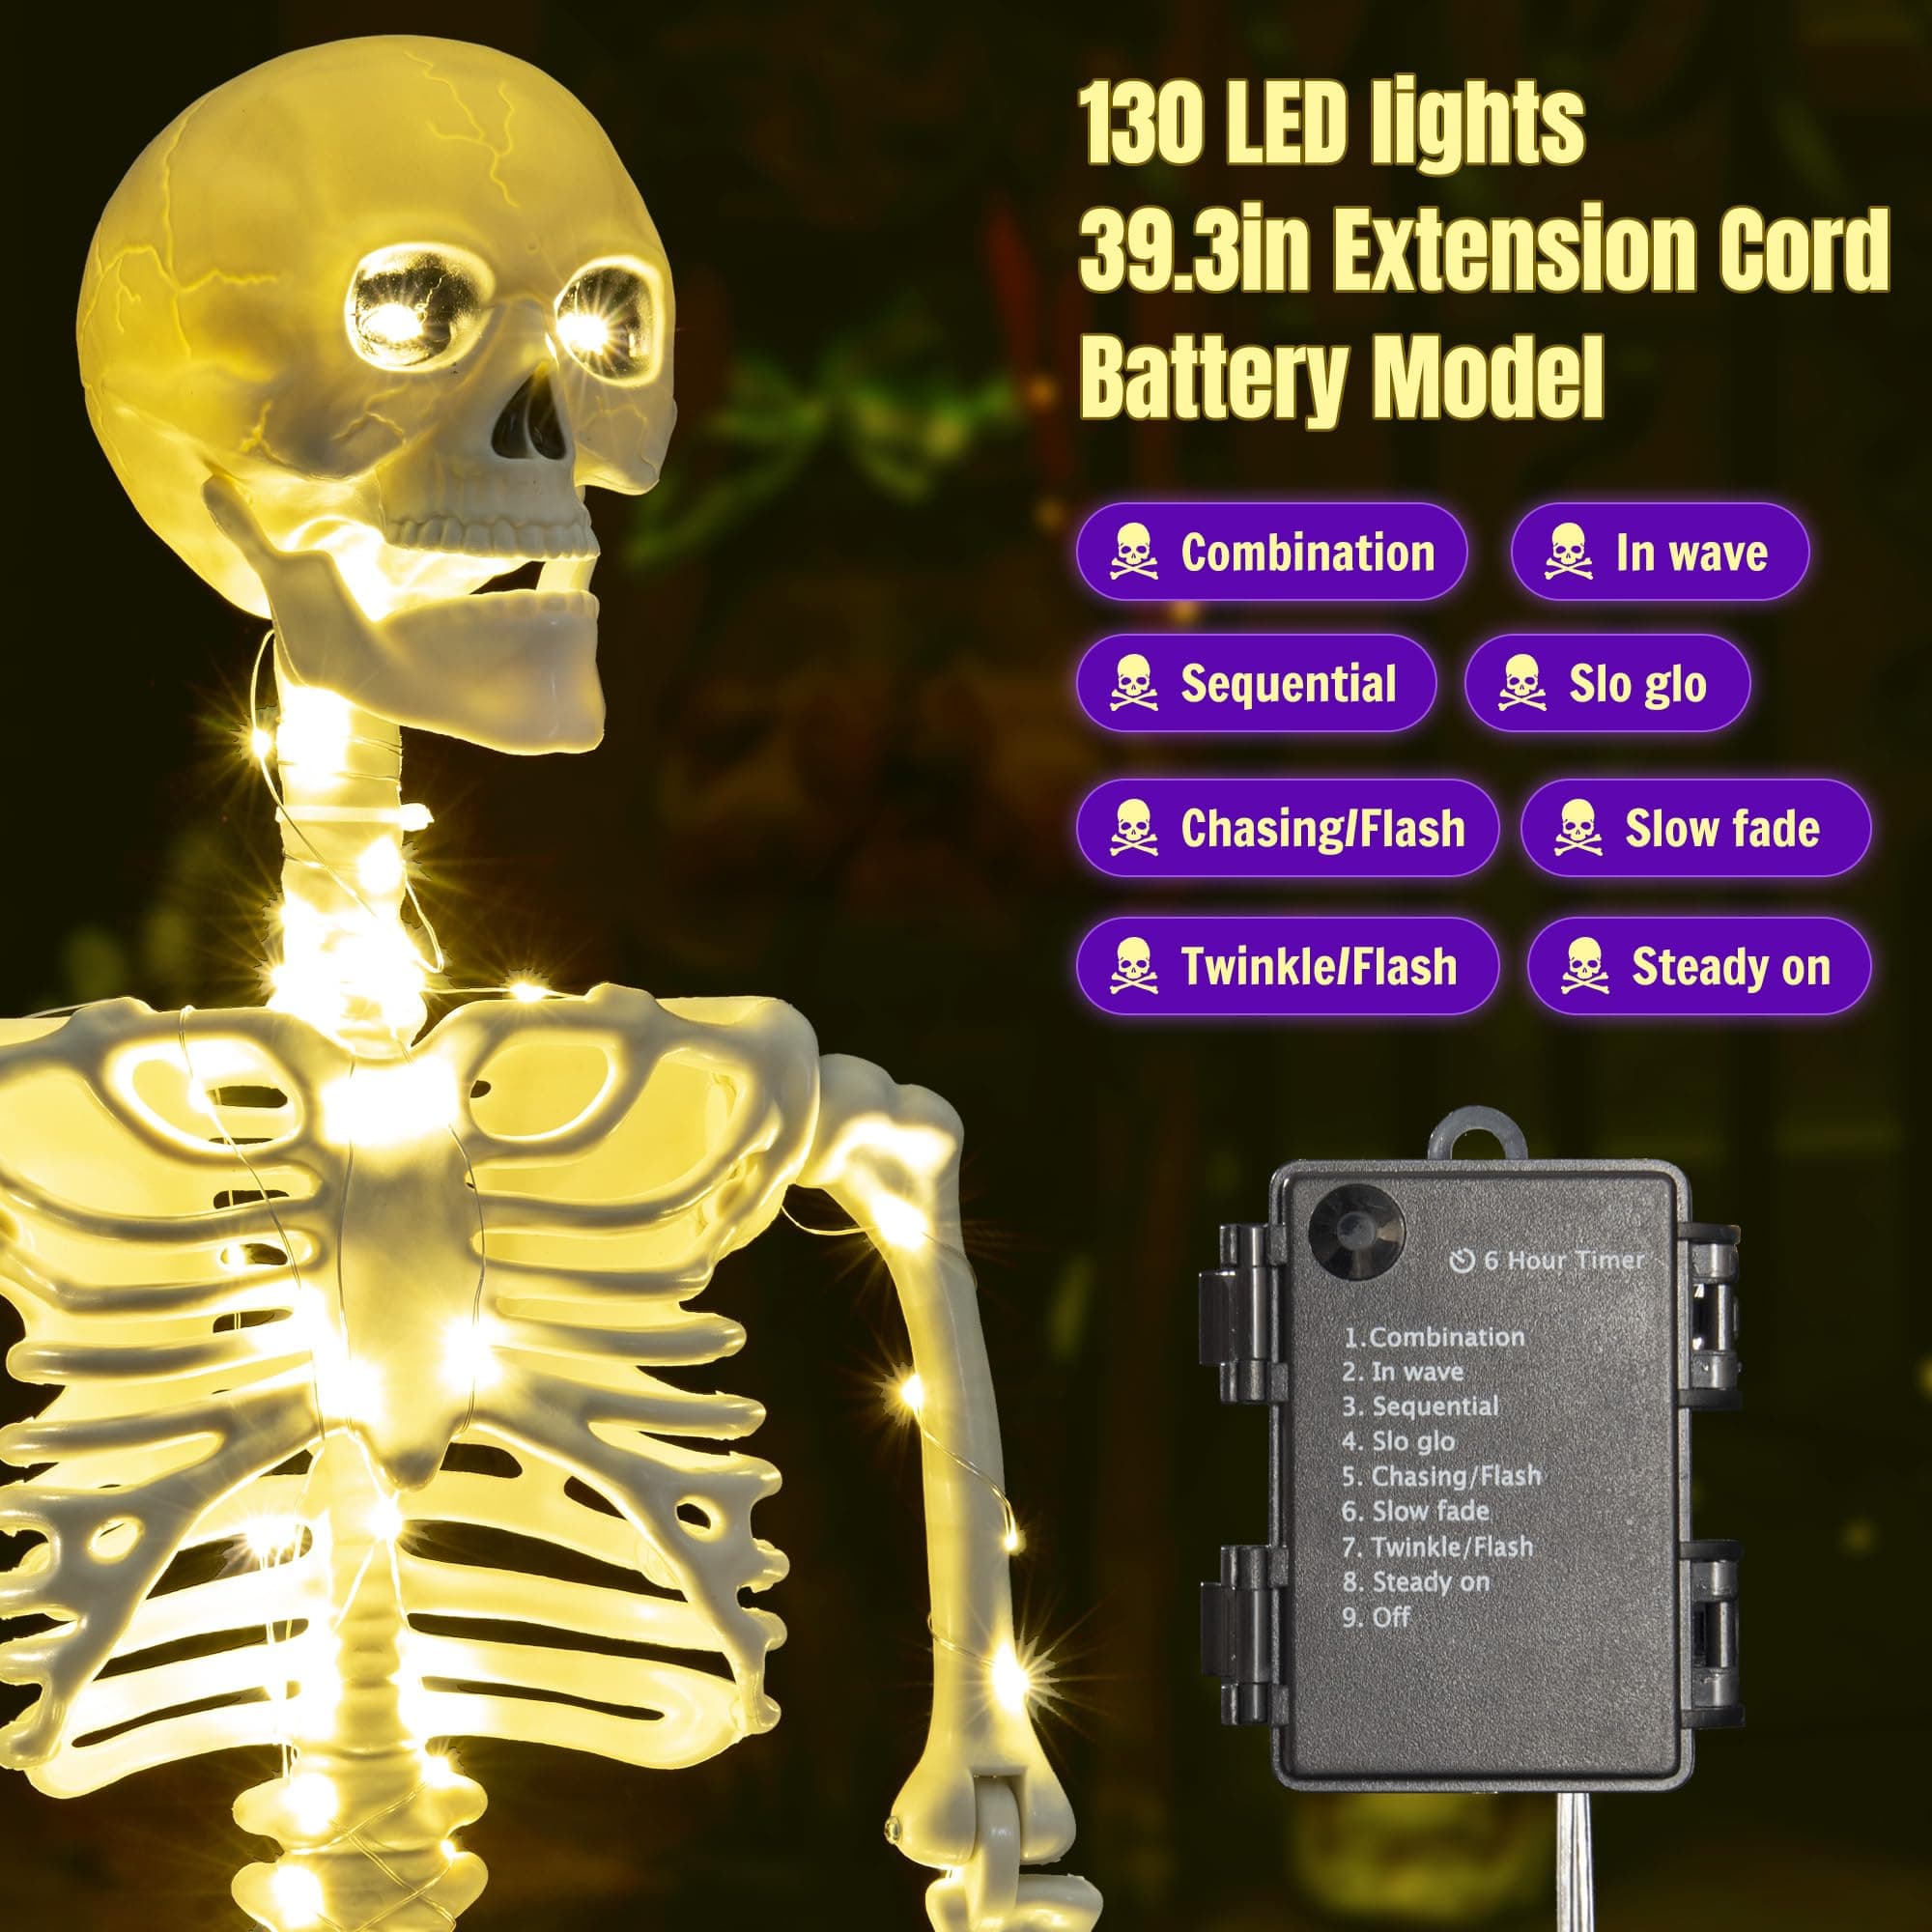 130 LED lights
39.3in Extension Cord
Battery Model
Combination
In wave
Sequential
Slo glo
Chasing/Flash
Slow fade
Twinkle/Flash
Steady on
6 Hour Timer
1.Combination
2. In wave
3. Sequential
4. Slo glo
5. Chasing/Flash
6. Slow fade
7. Twinkle/Flash
8. Steady on
9. Off